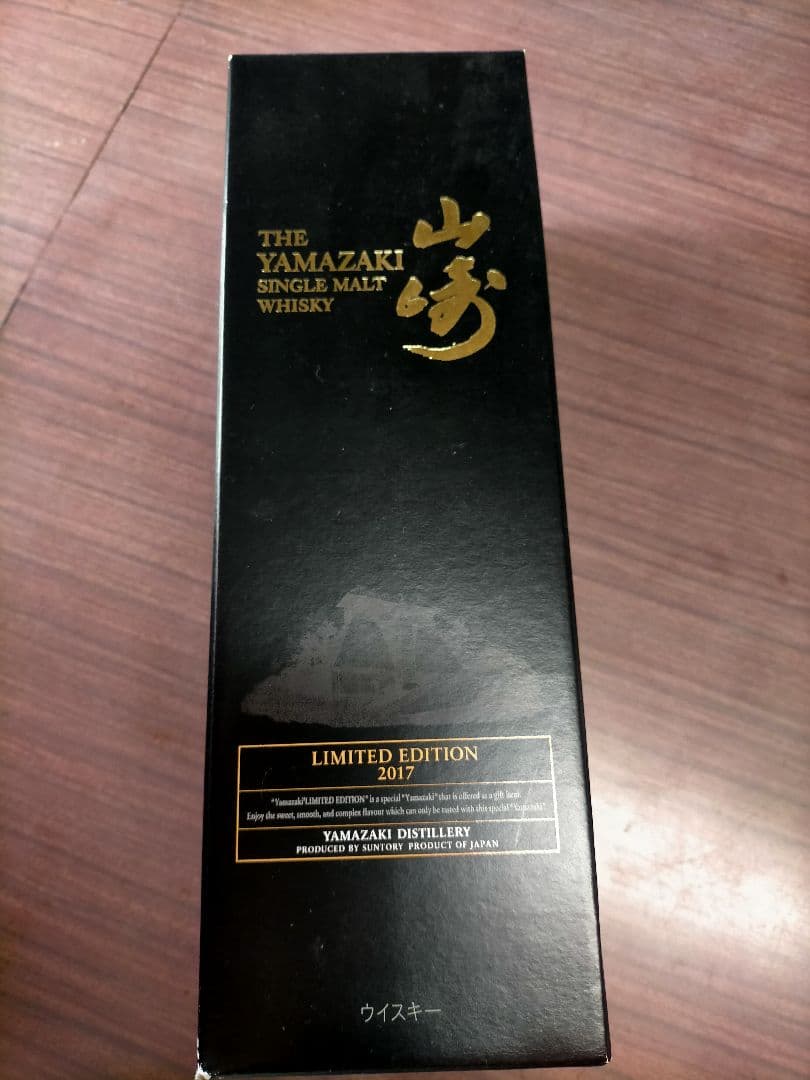 THE
YAMAZAKI
SINGLE MALT
WHISKY
山崎
LIMITED EDITION
2017
"Yamazaki"LIMITED EDITION" is a special "Yamazaki" that is offered as a gift item.
Enjoy the sweet, smooth, and complex flavour which can only be tasted with this special "Yamazaki"
YAMAZAKI DISTILLERY
PRODUCED BY SUNTORY PRODUCT OF JAPAN
ウイスキー